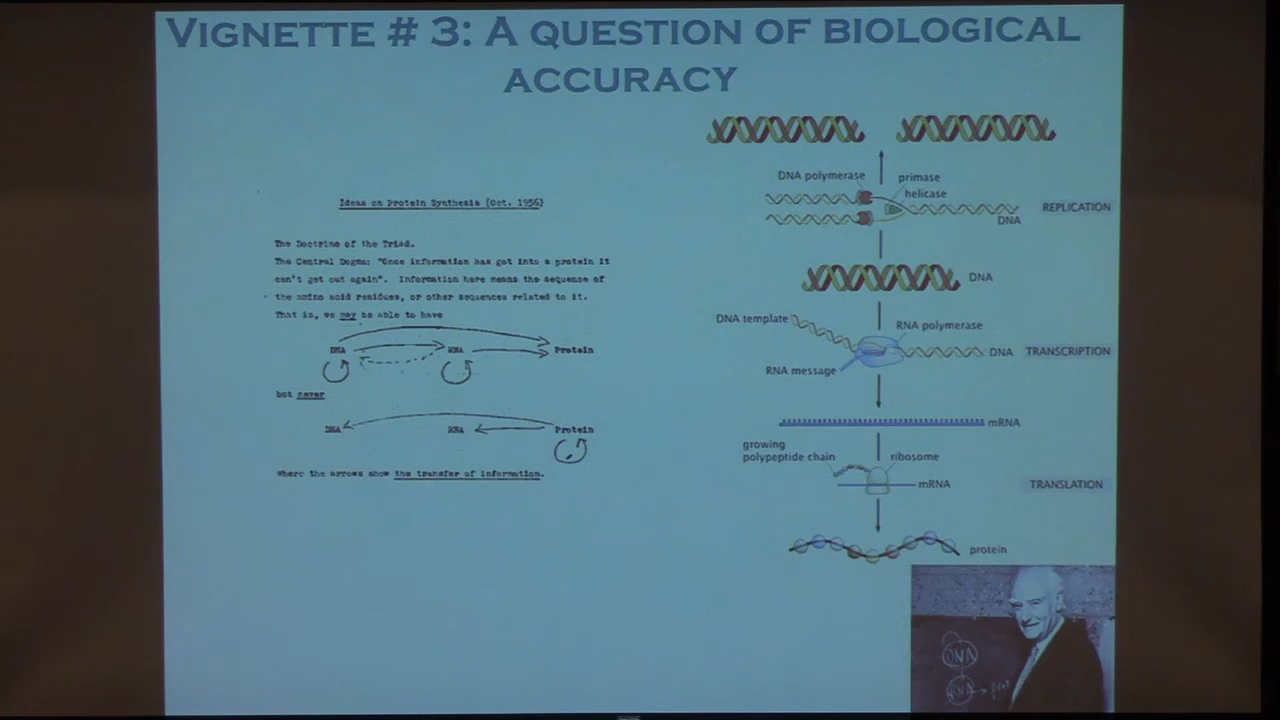 VIGNETTE # 3: A QUESTION OF BIOLOGICAL
ACCURACY
Ideas on Protein Synthesis (Oct. 1956)
The Doctrine of the Triad.
The Central Dogma: "Once information has got into a protein it
can't get out again". Information here means the sequence of
the amino acid residues, or other sequences related to it.
That is, we may be able to have
DNA RNA Protein
but never
DNA RNA Protein
where the arrows show the transfer of information.
DNA polymerase
primase
helicase
DNA
REPLICATION
DNA
DNA template
RNA polymerase
DNA
TRANSCRIPTION
RNA message
mRNA
growing
polypeptide chain
ribosome
mRNA
TRANSLATION
protein
DNA
RNA